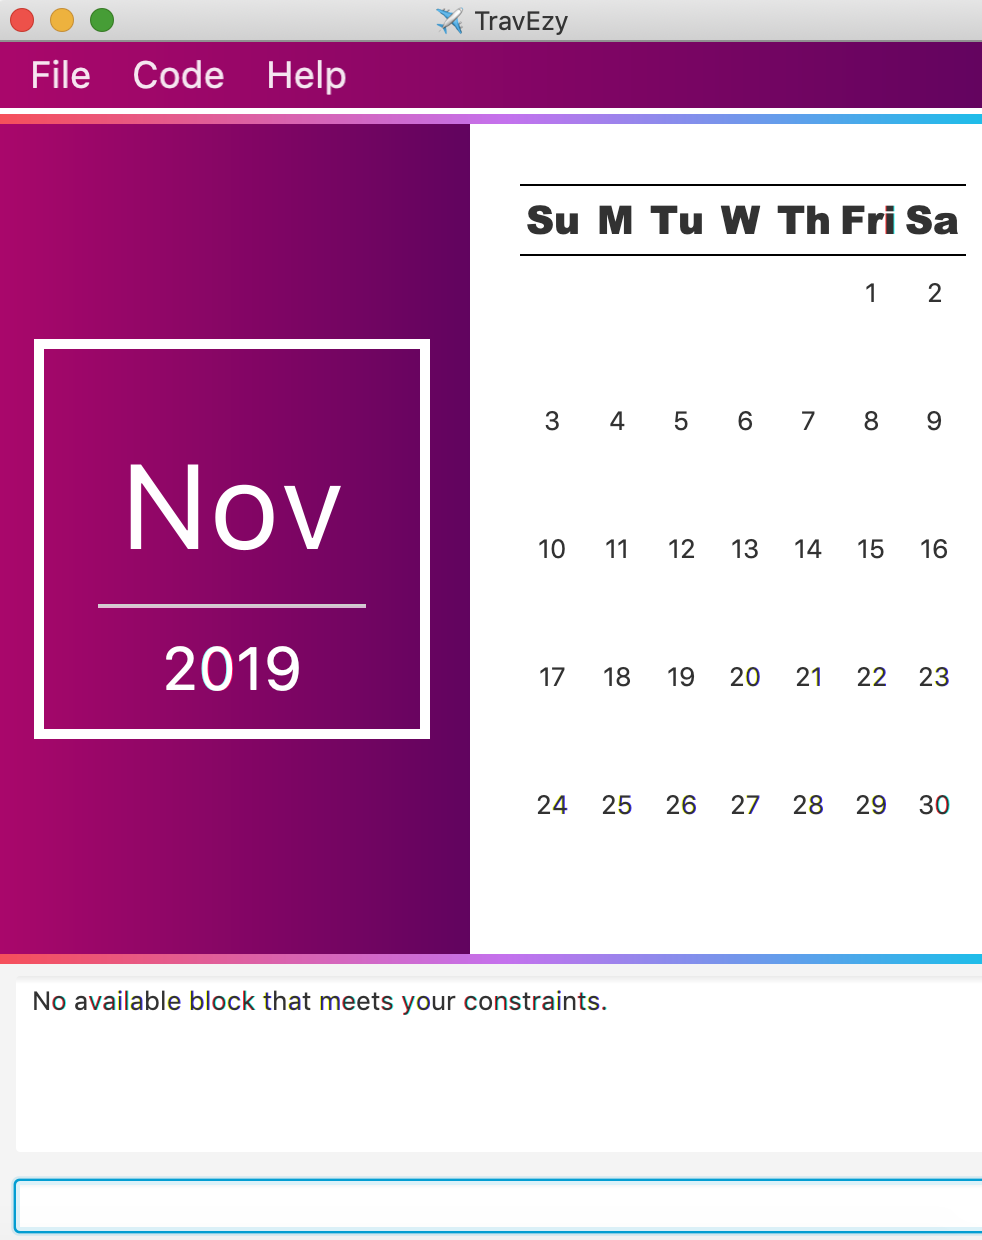 TravEzy
File Code Help
Su M Tu W Th Fri Sa
1 2
3 4 5 6 7 8 9
Nov
10 11 12 13 14 15 16
2019
17 18 19 20 21 22 23
24 25 26 27 28 29 30
No available block that meets your constraints.